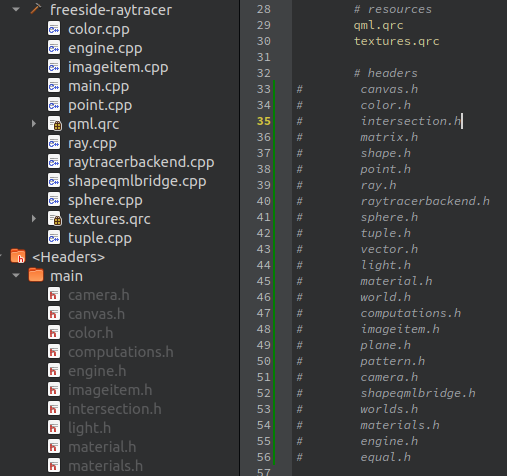 freeside-raytracer
color.cpp
engine.cpp
imageitem.cpp
main.cpp
point.cpp
qml.qrc
ray.cpp
raytracerbackend.cpp
shapeqmlbridge.cpp
sphere.cpp
textures.qrc
tuple.cpp
<Headers>
main
camera.h
canvas.h
color.h
computations.h
engine.h
imageitem.h
intersection.h
light.h
material.h
materials.h
28 # resources
29 qml.qrc
30 textures.qrc
31
32 # headers
33 # canvas.h
34 # color.h
35 # intersection.h
36 # matrix.h
37 # shape.h
38 # point.h
39 # ray.h
40 # raytracerbackend.h
41 # sphere.h
42 # tuple.h
43 # vector.h
44 # light.h
45 # material.h
46 # world.h
47 # computations.h
48 # imageitem.h
49 # plane.h
50 # pattern.h
51 # camera.h
52 # shapeqmlbridge.h
53 # worlds.h
54 # materials.h
55 # engine.h
56 # equal.h
57